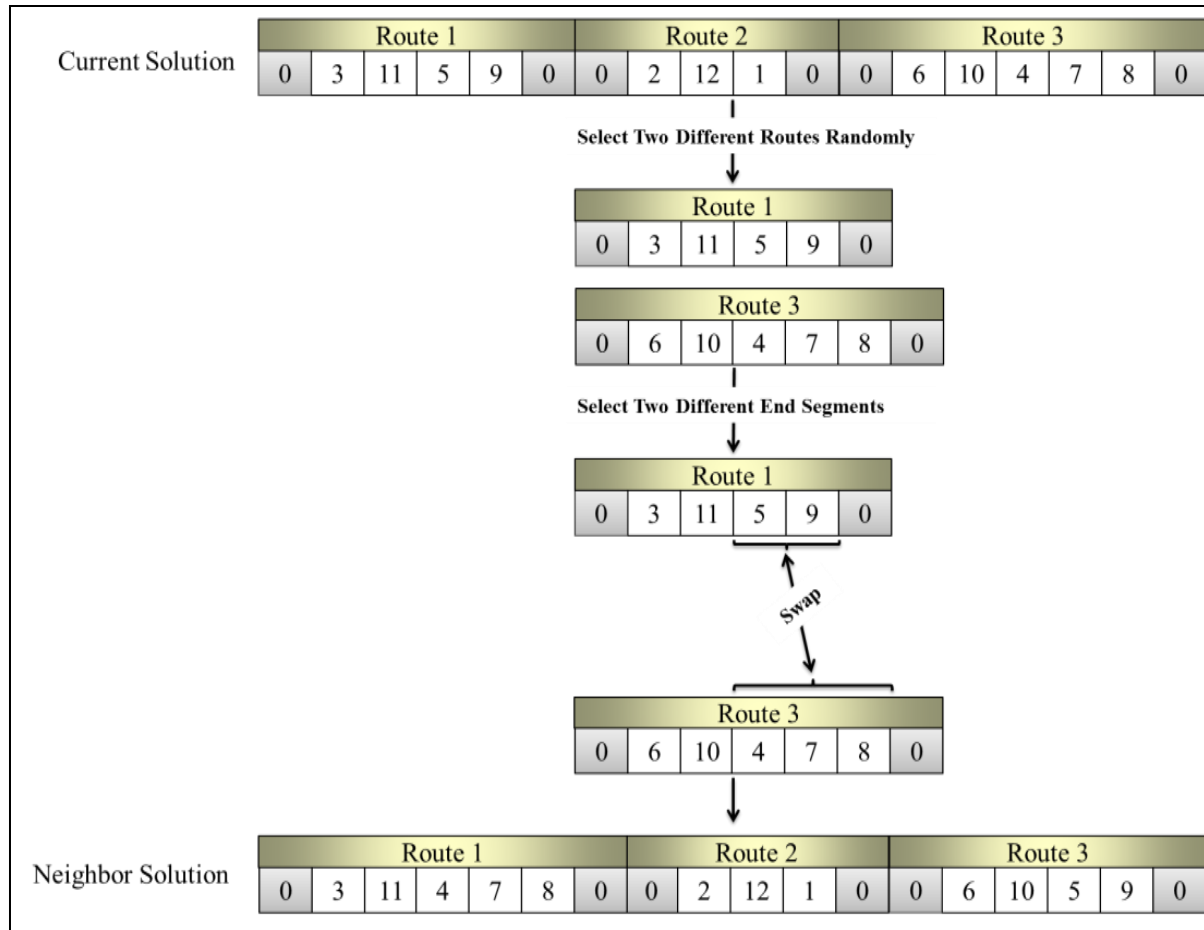 Route 1 Route 2 Route 3
Current Solution 0 3 11 5 9 0 0 2 12 1 0 0 6 10 4 7 8 0
Select Two Different Routes Randomly
Route 1
0 3 11 5 9 0
Route 3
0 6 10 4 7 8 0
Select Two Different End Segments
Route 1
0 3 11 5 9 0
Swap
Route 3
0 6 10 4 7 8 0
Route 1 Route 2 Route 3
Neighbor Solution 0 3 11 4 7 8 0 0 2 12 1 0 0 6 10 5 9 0